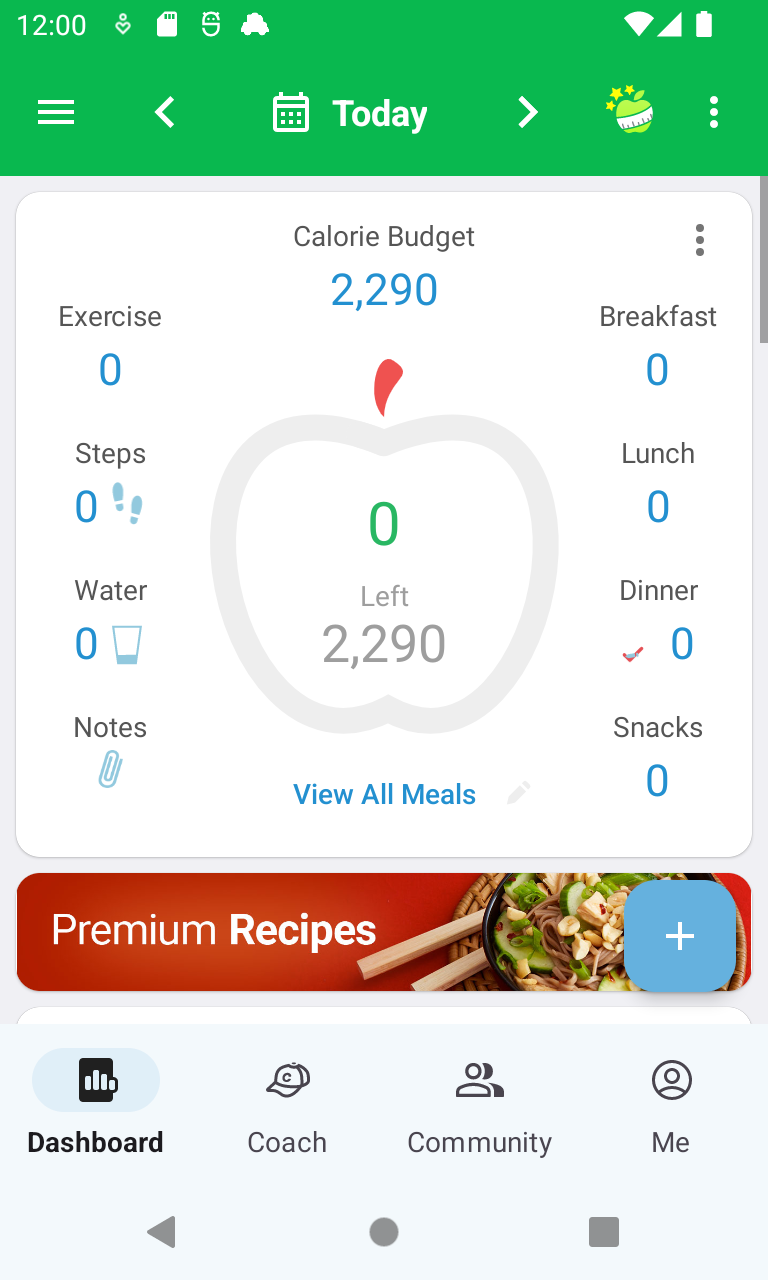 12:00
Today
Calorie Budget
2,290
Exercise
0
Breakfast
0
Steps
0
Lunch
0
0
Left
2,290
Water
0
Dinner
0
Notes
Snacks
0
View All Meals
Premium Recipes
+
C
Dashboard
Coach
Community
Me